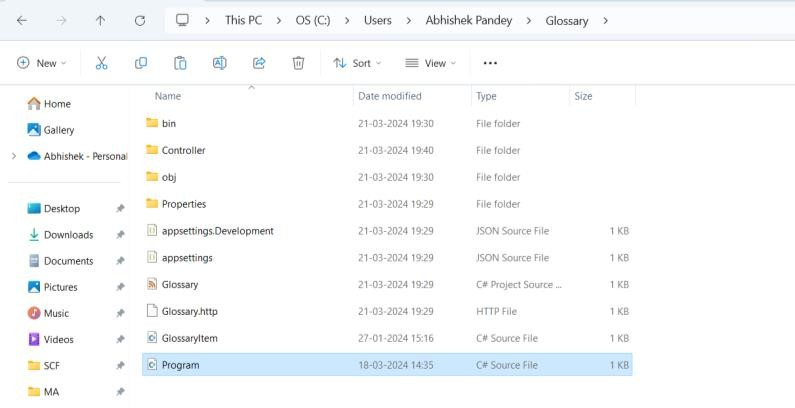 This PC > OS (C:) > Users > Abhishek Pandey > Glossary >
New Sort View
Name Date modified Type Size
Home
Gallery
Abhishek - Personal
Desktop
Downloads
Documents
Pictures
Music
Videos
SCF
MA
bin 21-03-2024 19:30 File folder
Controller 21-03-2024 19:40 File folder
obj 21-03-2024 19:30 File folder
Properties 21-03-2024 19:29 File folder
appsettings.Development 21-03-2024 19:29 JSON Source File 1 KB
appsettings 21-03-2024 19:29 JSON Source File 1 KB
Glossary 21-03-2024 19:29 C# Project Source ... 1 KB
Glossary.http 21-03-2024 19:29 HTTP File 1 KB
GlossaryItem 27-01-2024 15:16 C# Source File 1 KB
Program 18-03-2024 14:35 C# Source File 1 KB